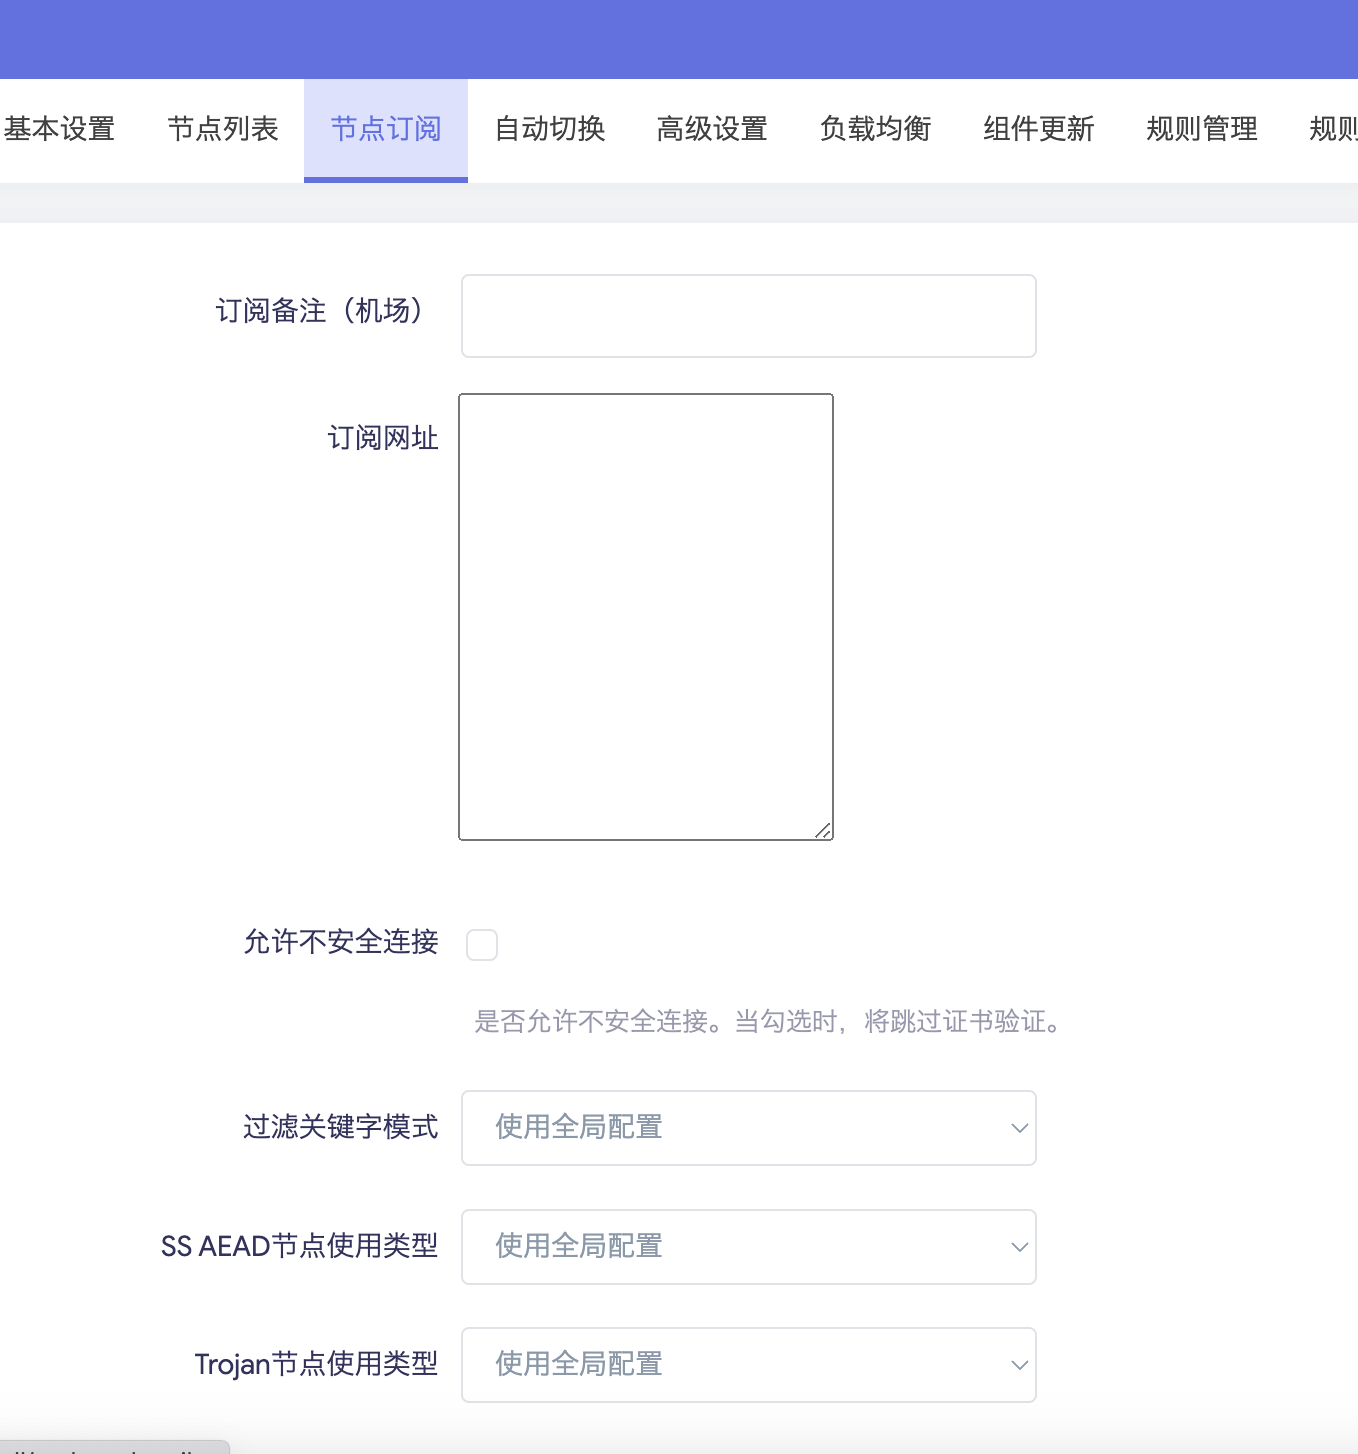 基本设置 节点列表 节点订阅 自动切换 高级设置 负载均衡 组件更新 规则管理 规则
订阅备注（机场）
订阅网址
允许不安全连接
是否允许不安全连接。当勾选时，将跳过证书验证。
过滤关键字模式 使用全局配置
SS AEAD节点使用类型 使用全局配置
Trojan节点使用类型 使用全局配置